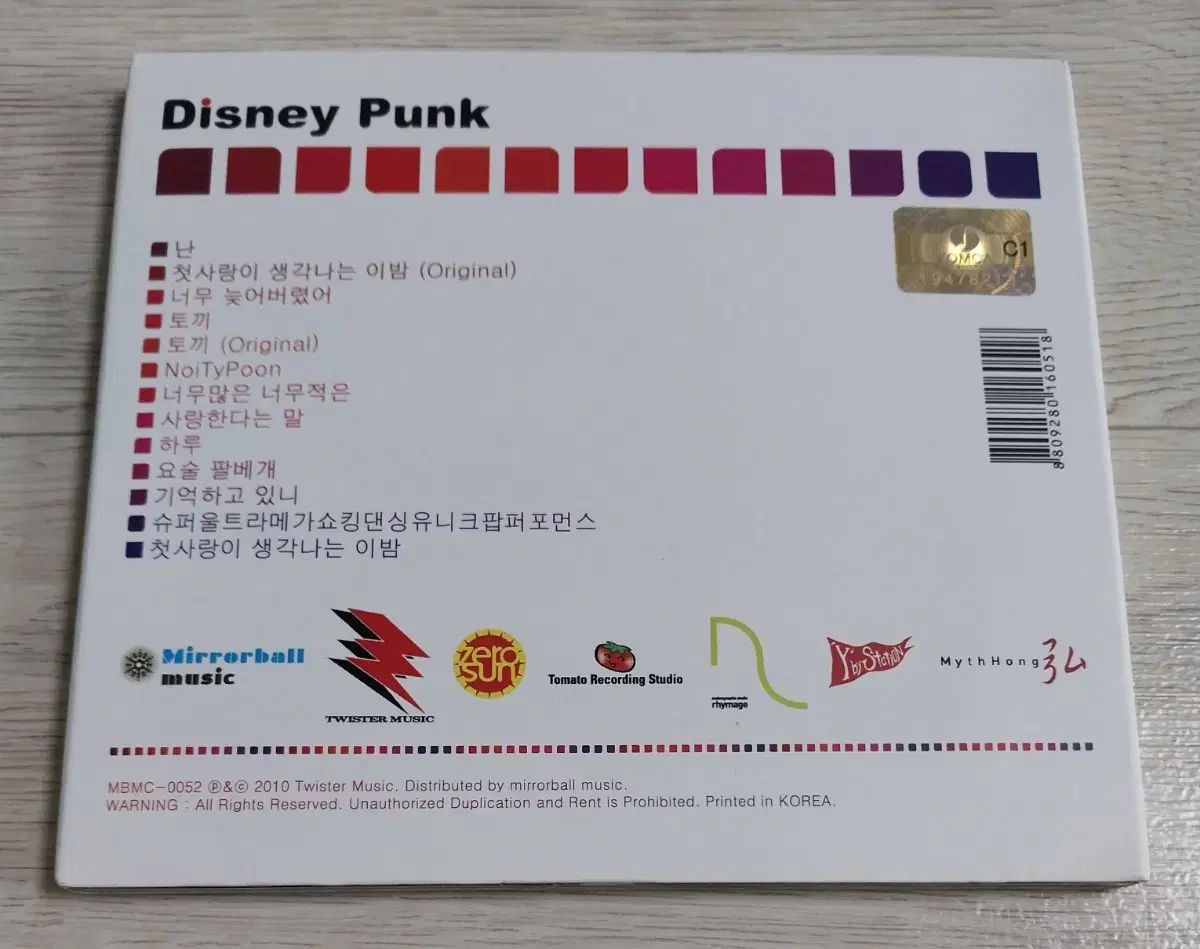 Disney Punk
난
첫사랑이 생각나는 이밤 (Original)
너무 늦어버렸어
토끼
토끼 (Original)
NoiTyPoon
너무많은 너무적은
사랑한다는 말
하루
요술 팔베개
기억하고 있니
슈퍼울트라메가쇼킹댄싱유니크팝퍼포먼스
첫사랑이 생각나는 이밤
KOMCA C1
8809280160518
Mirrorball
music
TWISTER MUSIC
zero
sun
Tomato Recording Studio
rhymage
"Y" by Station
MythHong 弘
MBMC-0052 ℗&© 2010 Twister Music. Distributed by mirrorball music.
WARNING : All Rights Reserved. Unauthorized Duplication and Rent is Prohibited. Printed in KOREA.